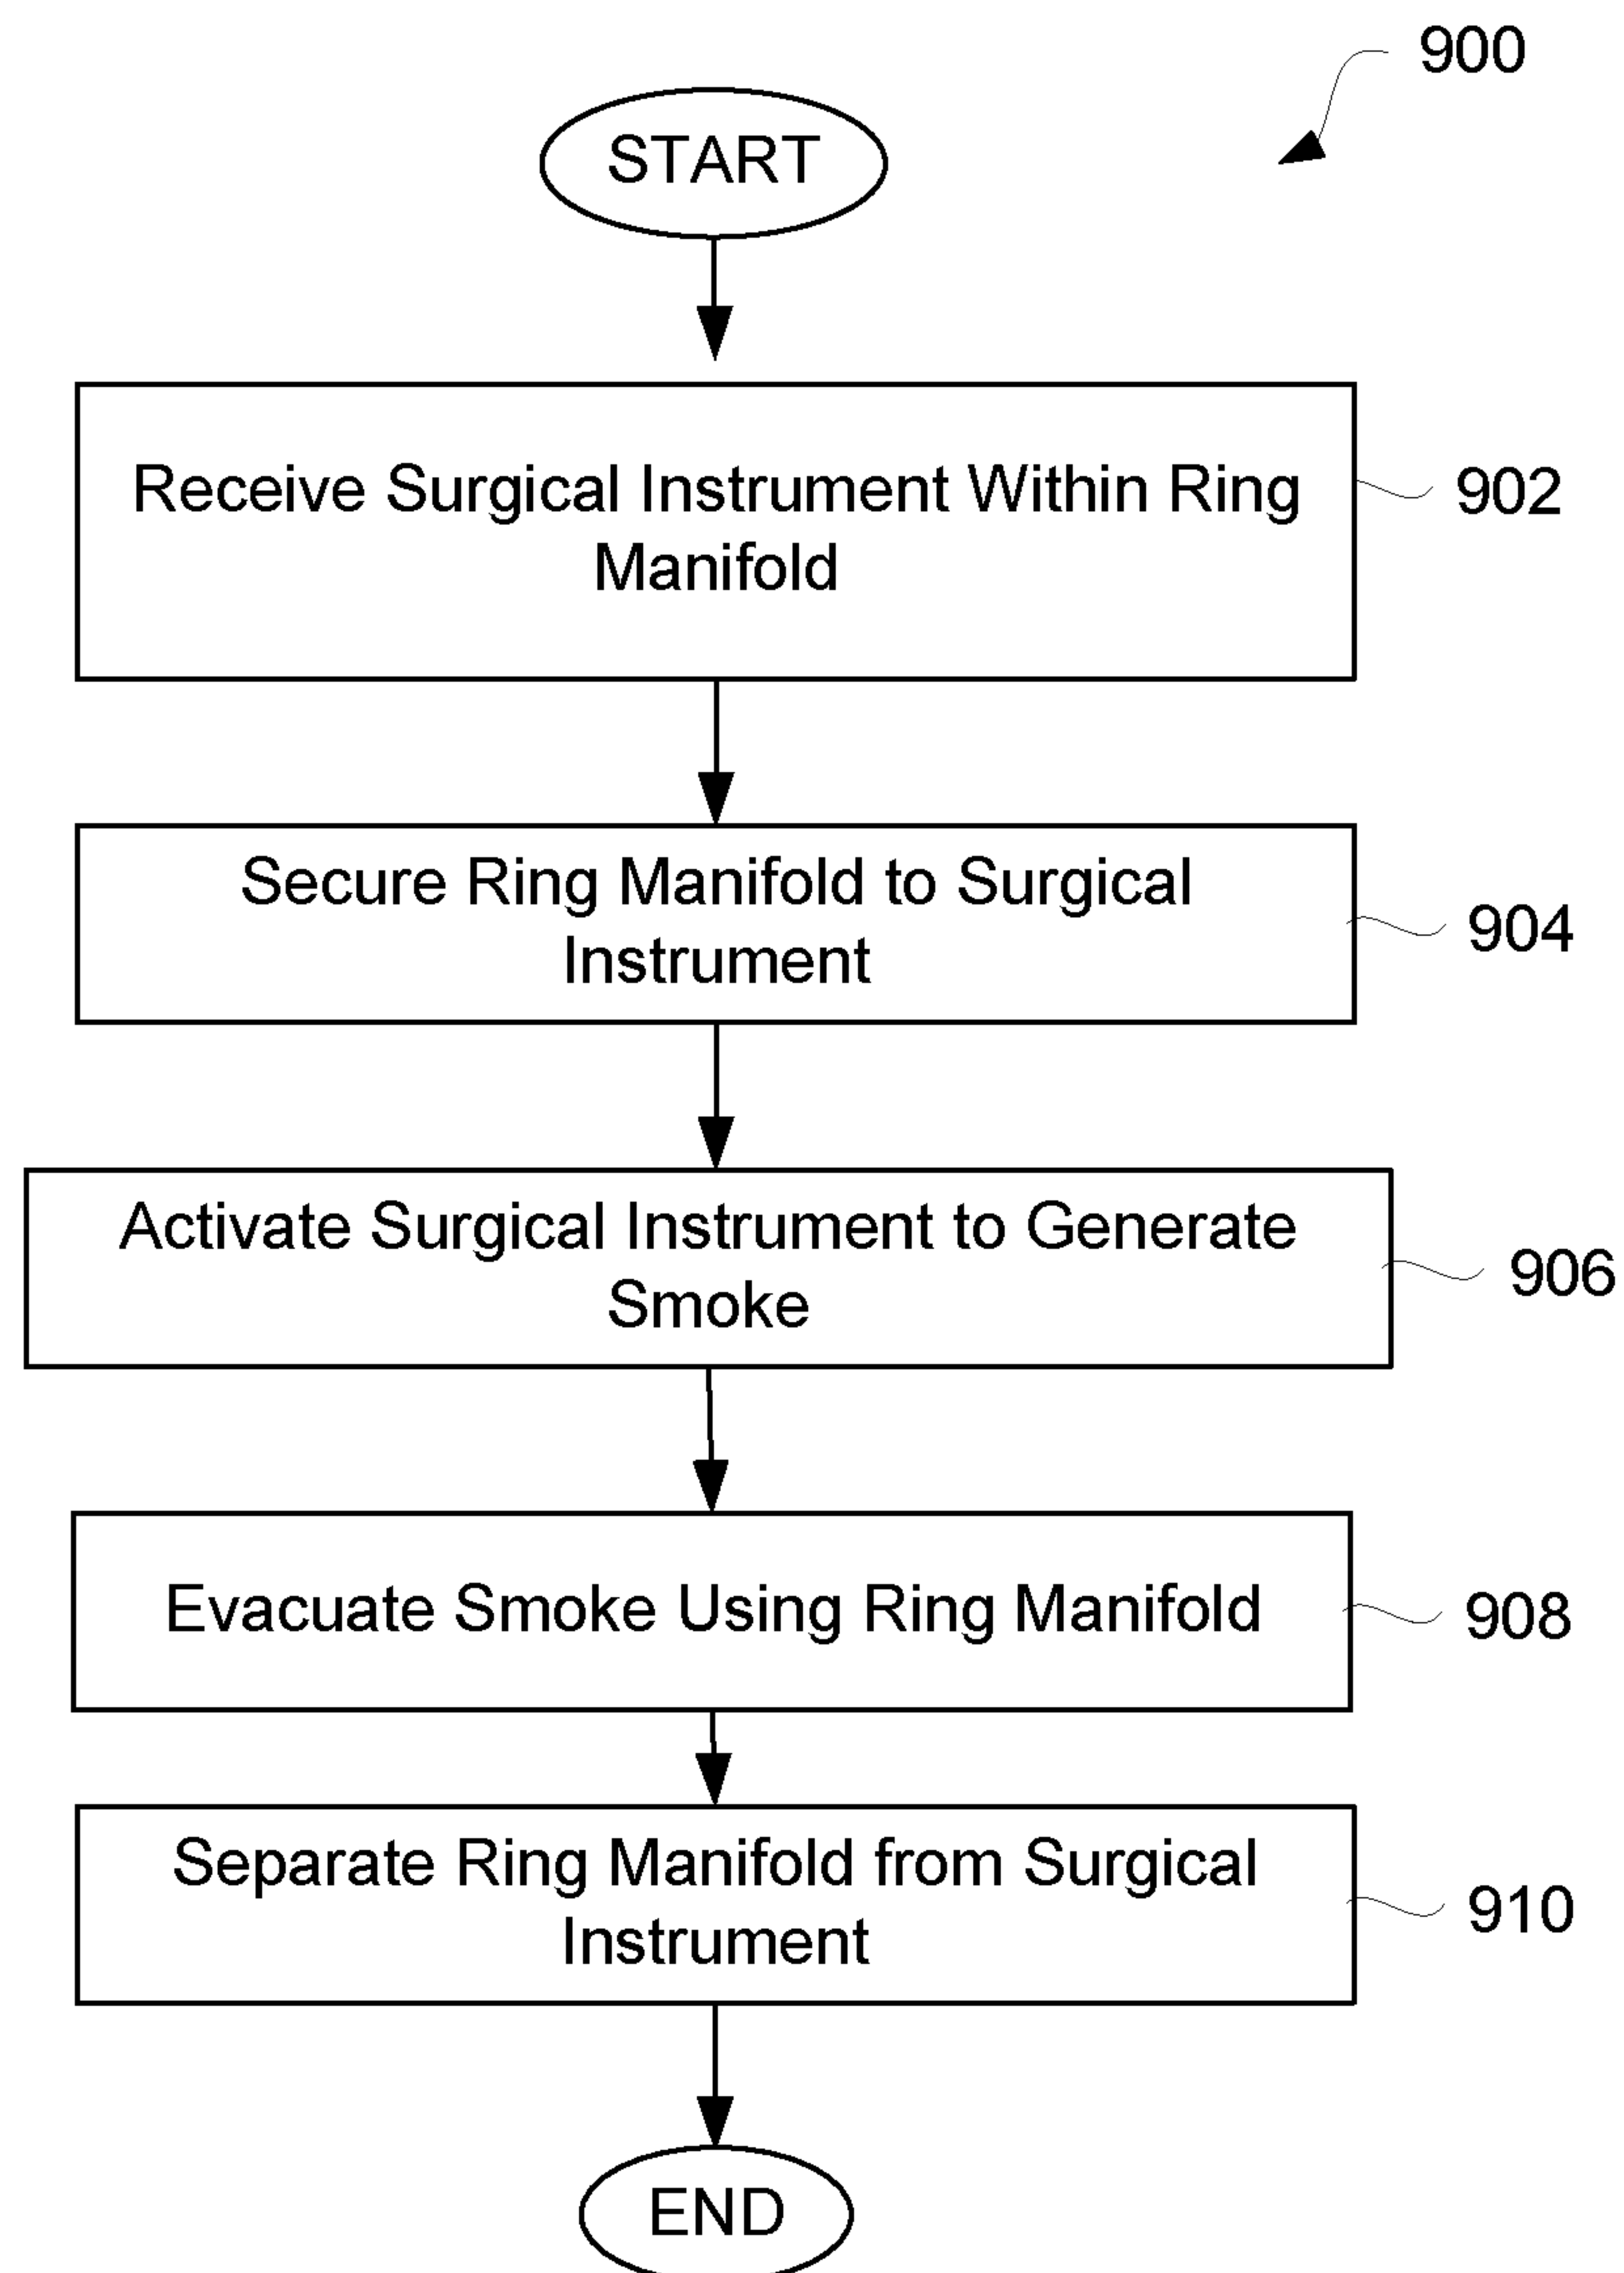 900
START
Receive Surgical Instrument Within Ring
Manifold
902
Secure Ring Manifold to Surgical
Instrument
904
Activate Surgical Instrument to Generate
Smoke
906
Evacuate Smoke Using Ring Manifold
908
Separate Ring Manifold from Surgical
Instrument
910
END